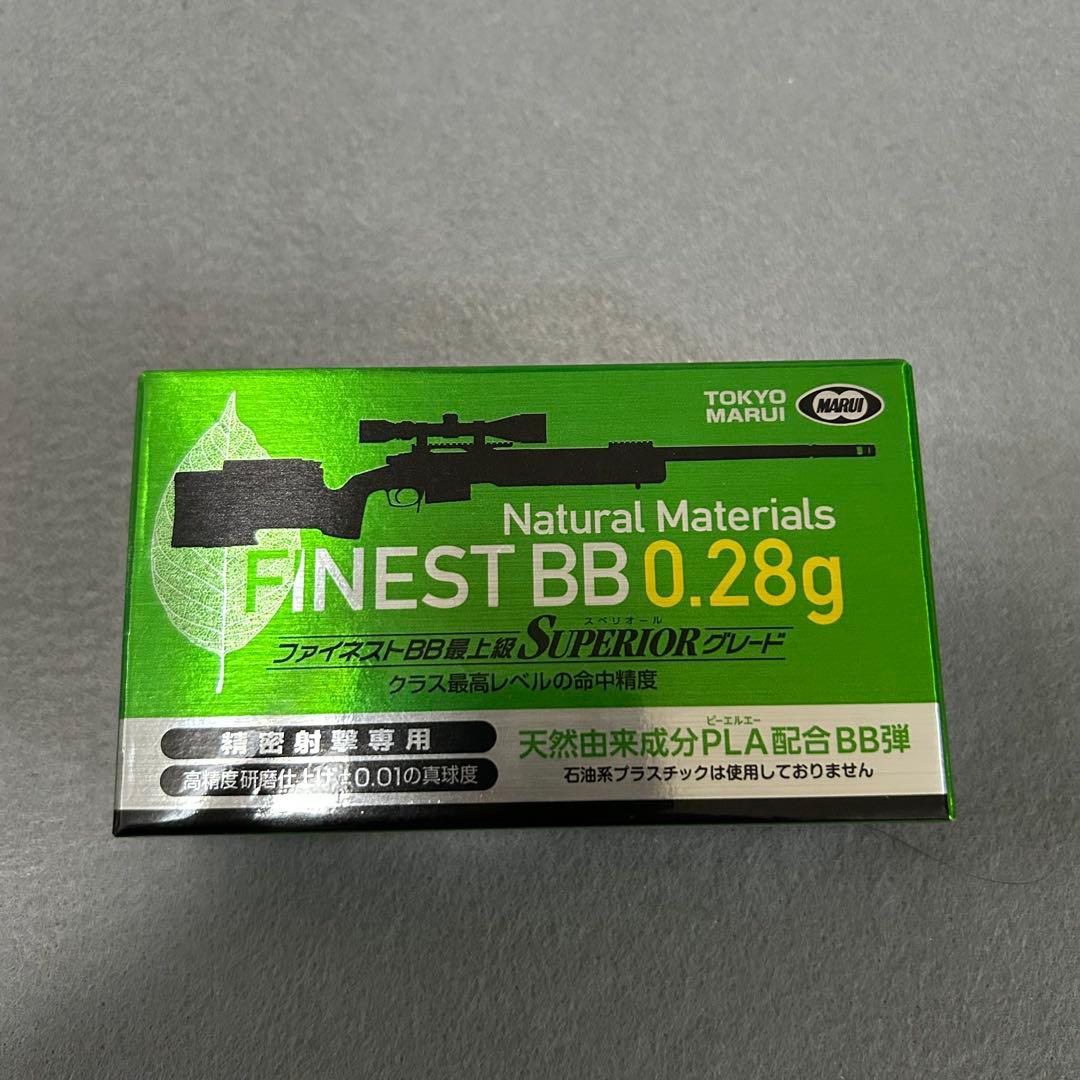 TOKYO
MARUI
MARUI
Natural Materials
FINEST BB 0.28g
スペリオール
ファイネストBB最上級SUPERIORグレード
クラス最高レベルの命中精度
精密射撃専用
高精度研磨仕上げ±0.01の真球度
ピーエルエー
天然由来成分PLA配合BB弾
石油系プラスチックは使用しておりません